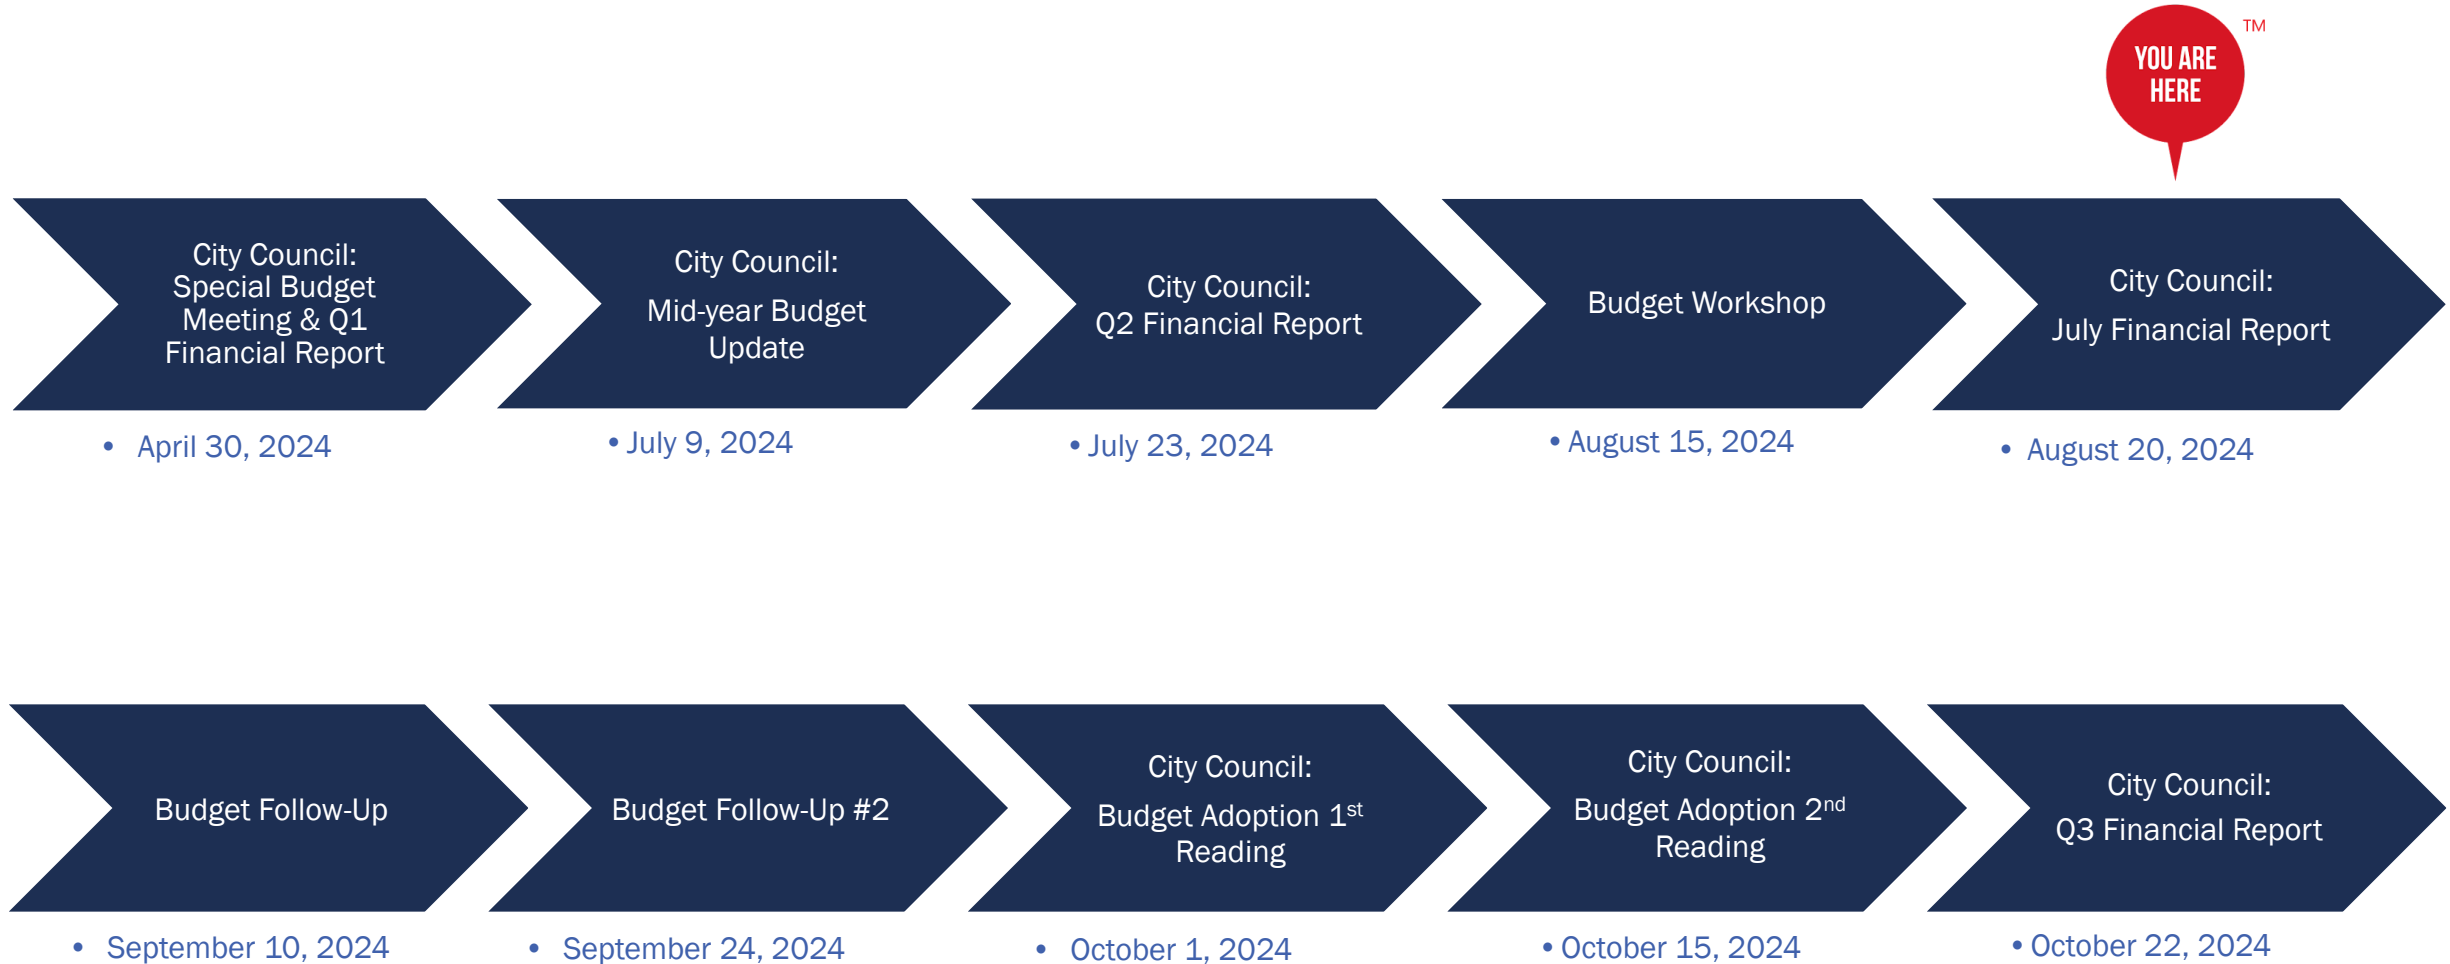 YOU ARE
HERE
TM
City Council:
Special Budget
Meeting & Q1
Financial Report
• April 30, 2024
City Council:
Mid-year Budget
Update
• July 9, 2024
City Council:
Q2 Financial Report
• July 23, 2024
Budget Workshop
• August 15, 2024
City Council:
July Financial Report
• August 20, 2024
Budget Follow-Up
• September 10, 2024
Budget Follow-Up #2
• September 24, 2024
City Council:
Budget Adoption 1st
Reading
• October 1, 2024
City Council:
Budget Adoption 2nd
Reading
• October 15, 2024
City Council:
Q3 Financial Report
• October 22, 2024